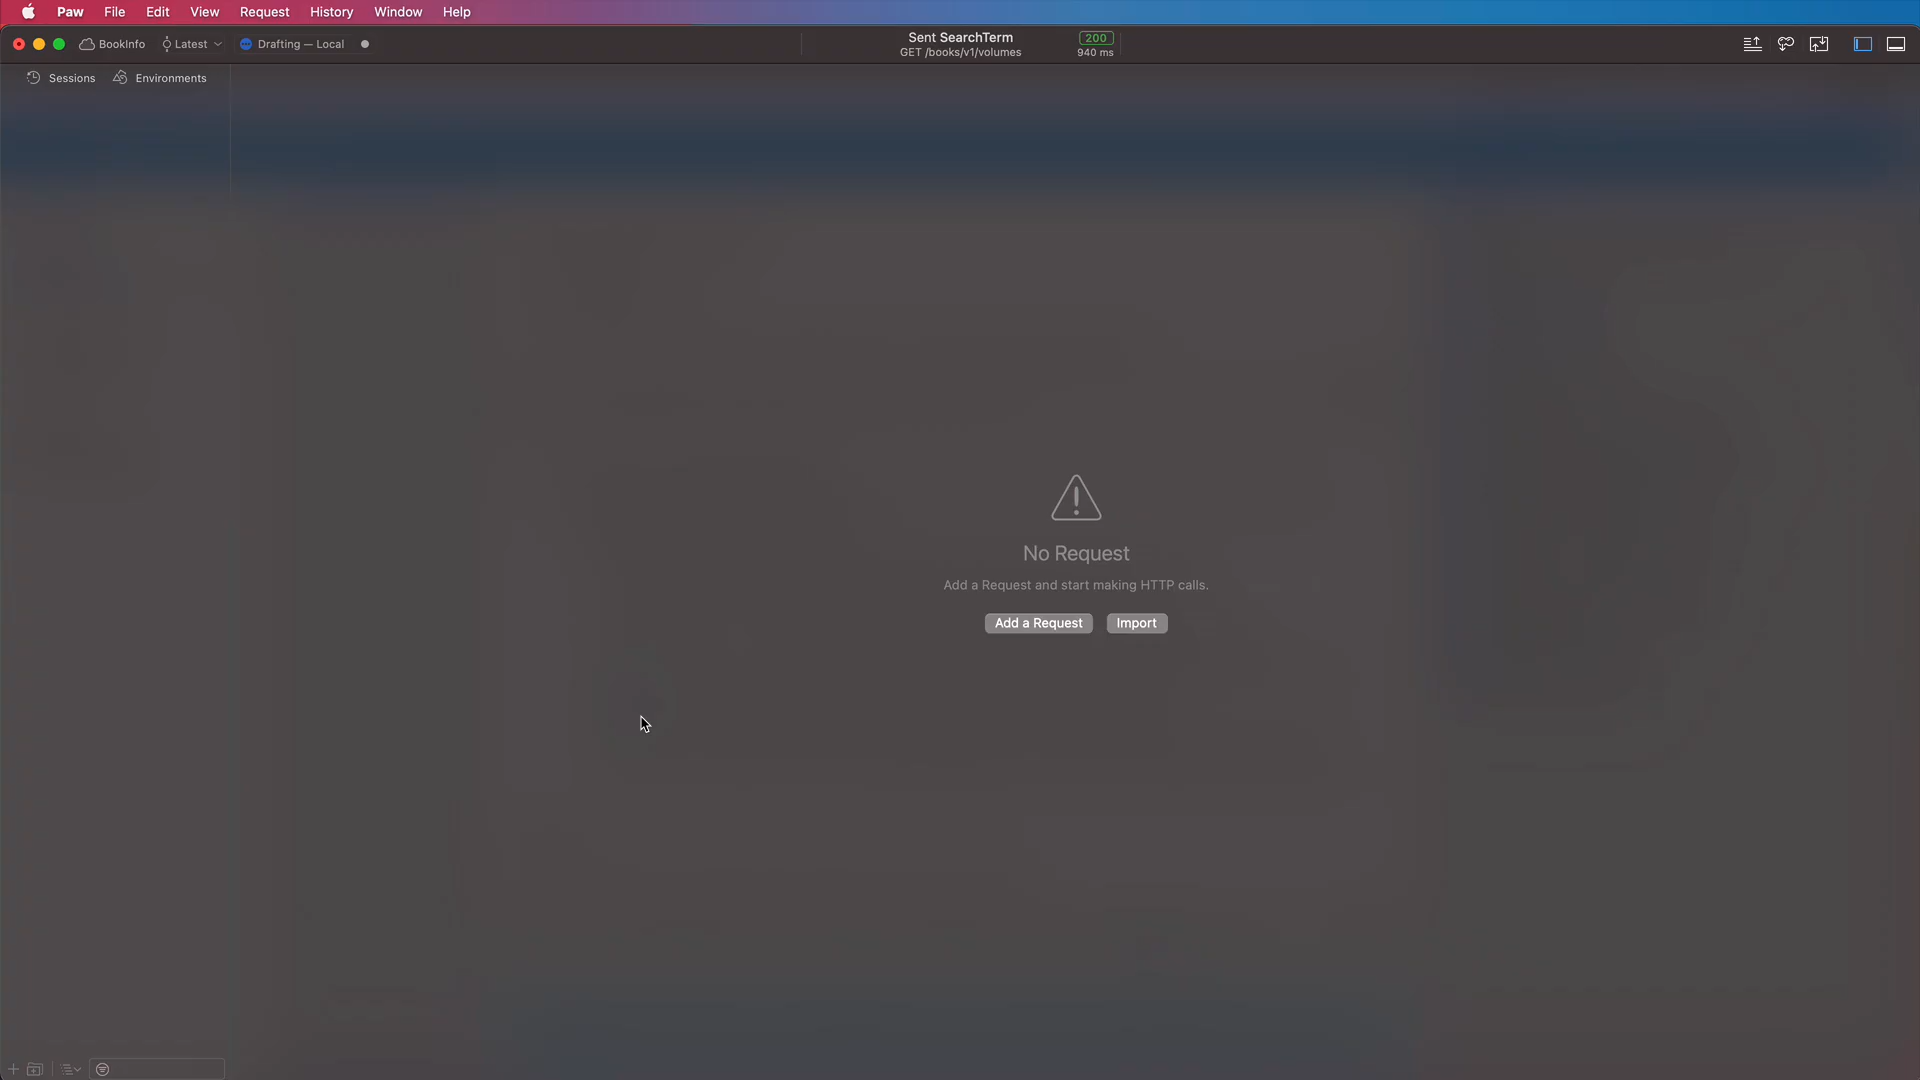 Paw File Edit View Request History Window Help
BookInfo Latest Drafting — Local
Sent SearchTerm 200
GET /books/v1/volumes 940 ms
Sessions Environments
No Request
Add a Request and start making HTTP calls.
Add a Request Import